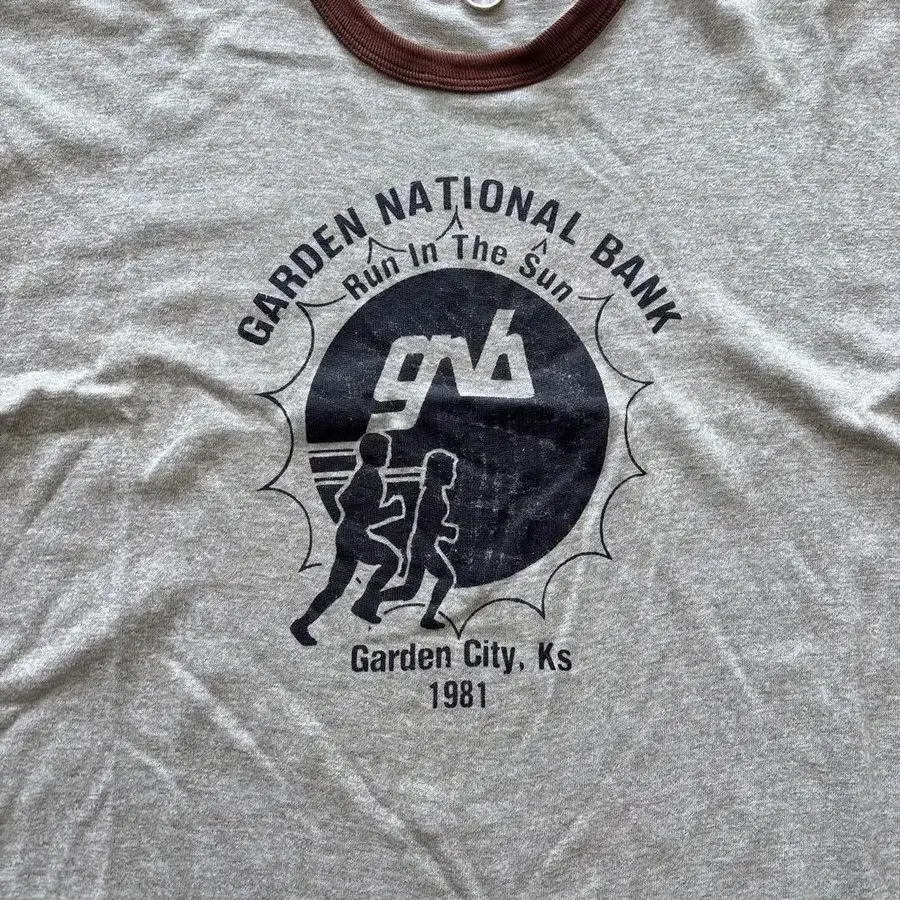 GARDEN NATIONAL BANK
Run In The Sun
gnb
Garden City, Ks
1981